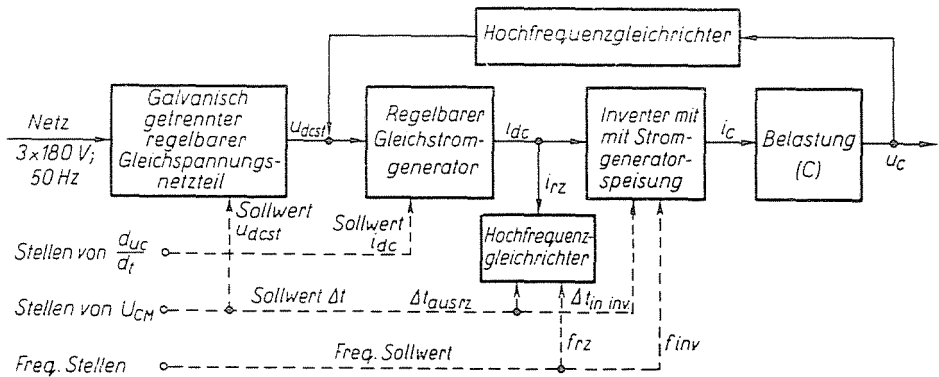 Hochfrequenzgleichrichter
Netz
3×180 V;
50 Hz
Galvanisch
getrennter
regelbarer
Gleichspannungs-
netzteil
u_dcst
Regelbarer
Gleichstrom-
generator
i_dc
Inverter mit
mit Strom-
generator-
speisung
i_c
Belastung
(C)
u_c
i_rz
Sollwert
u_dcst
Sollwert
i_dc
Hochfrequenz-
gleichrichter
Stellen von d_uc/d_t
Stellen von U_CM
Sollwert Δt
Δt_ausrz
Δt_in inv
Freq. Stellen
Freq. Sollwert
f_rz
f_inv